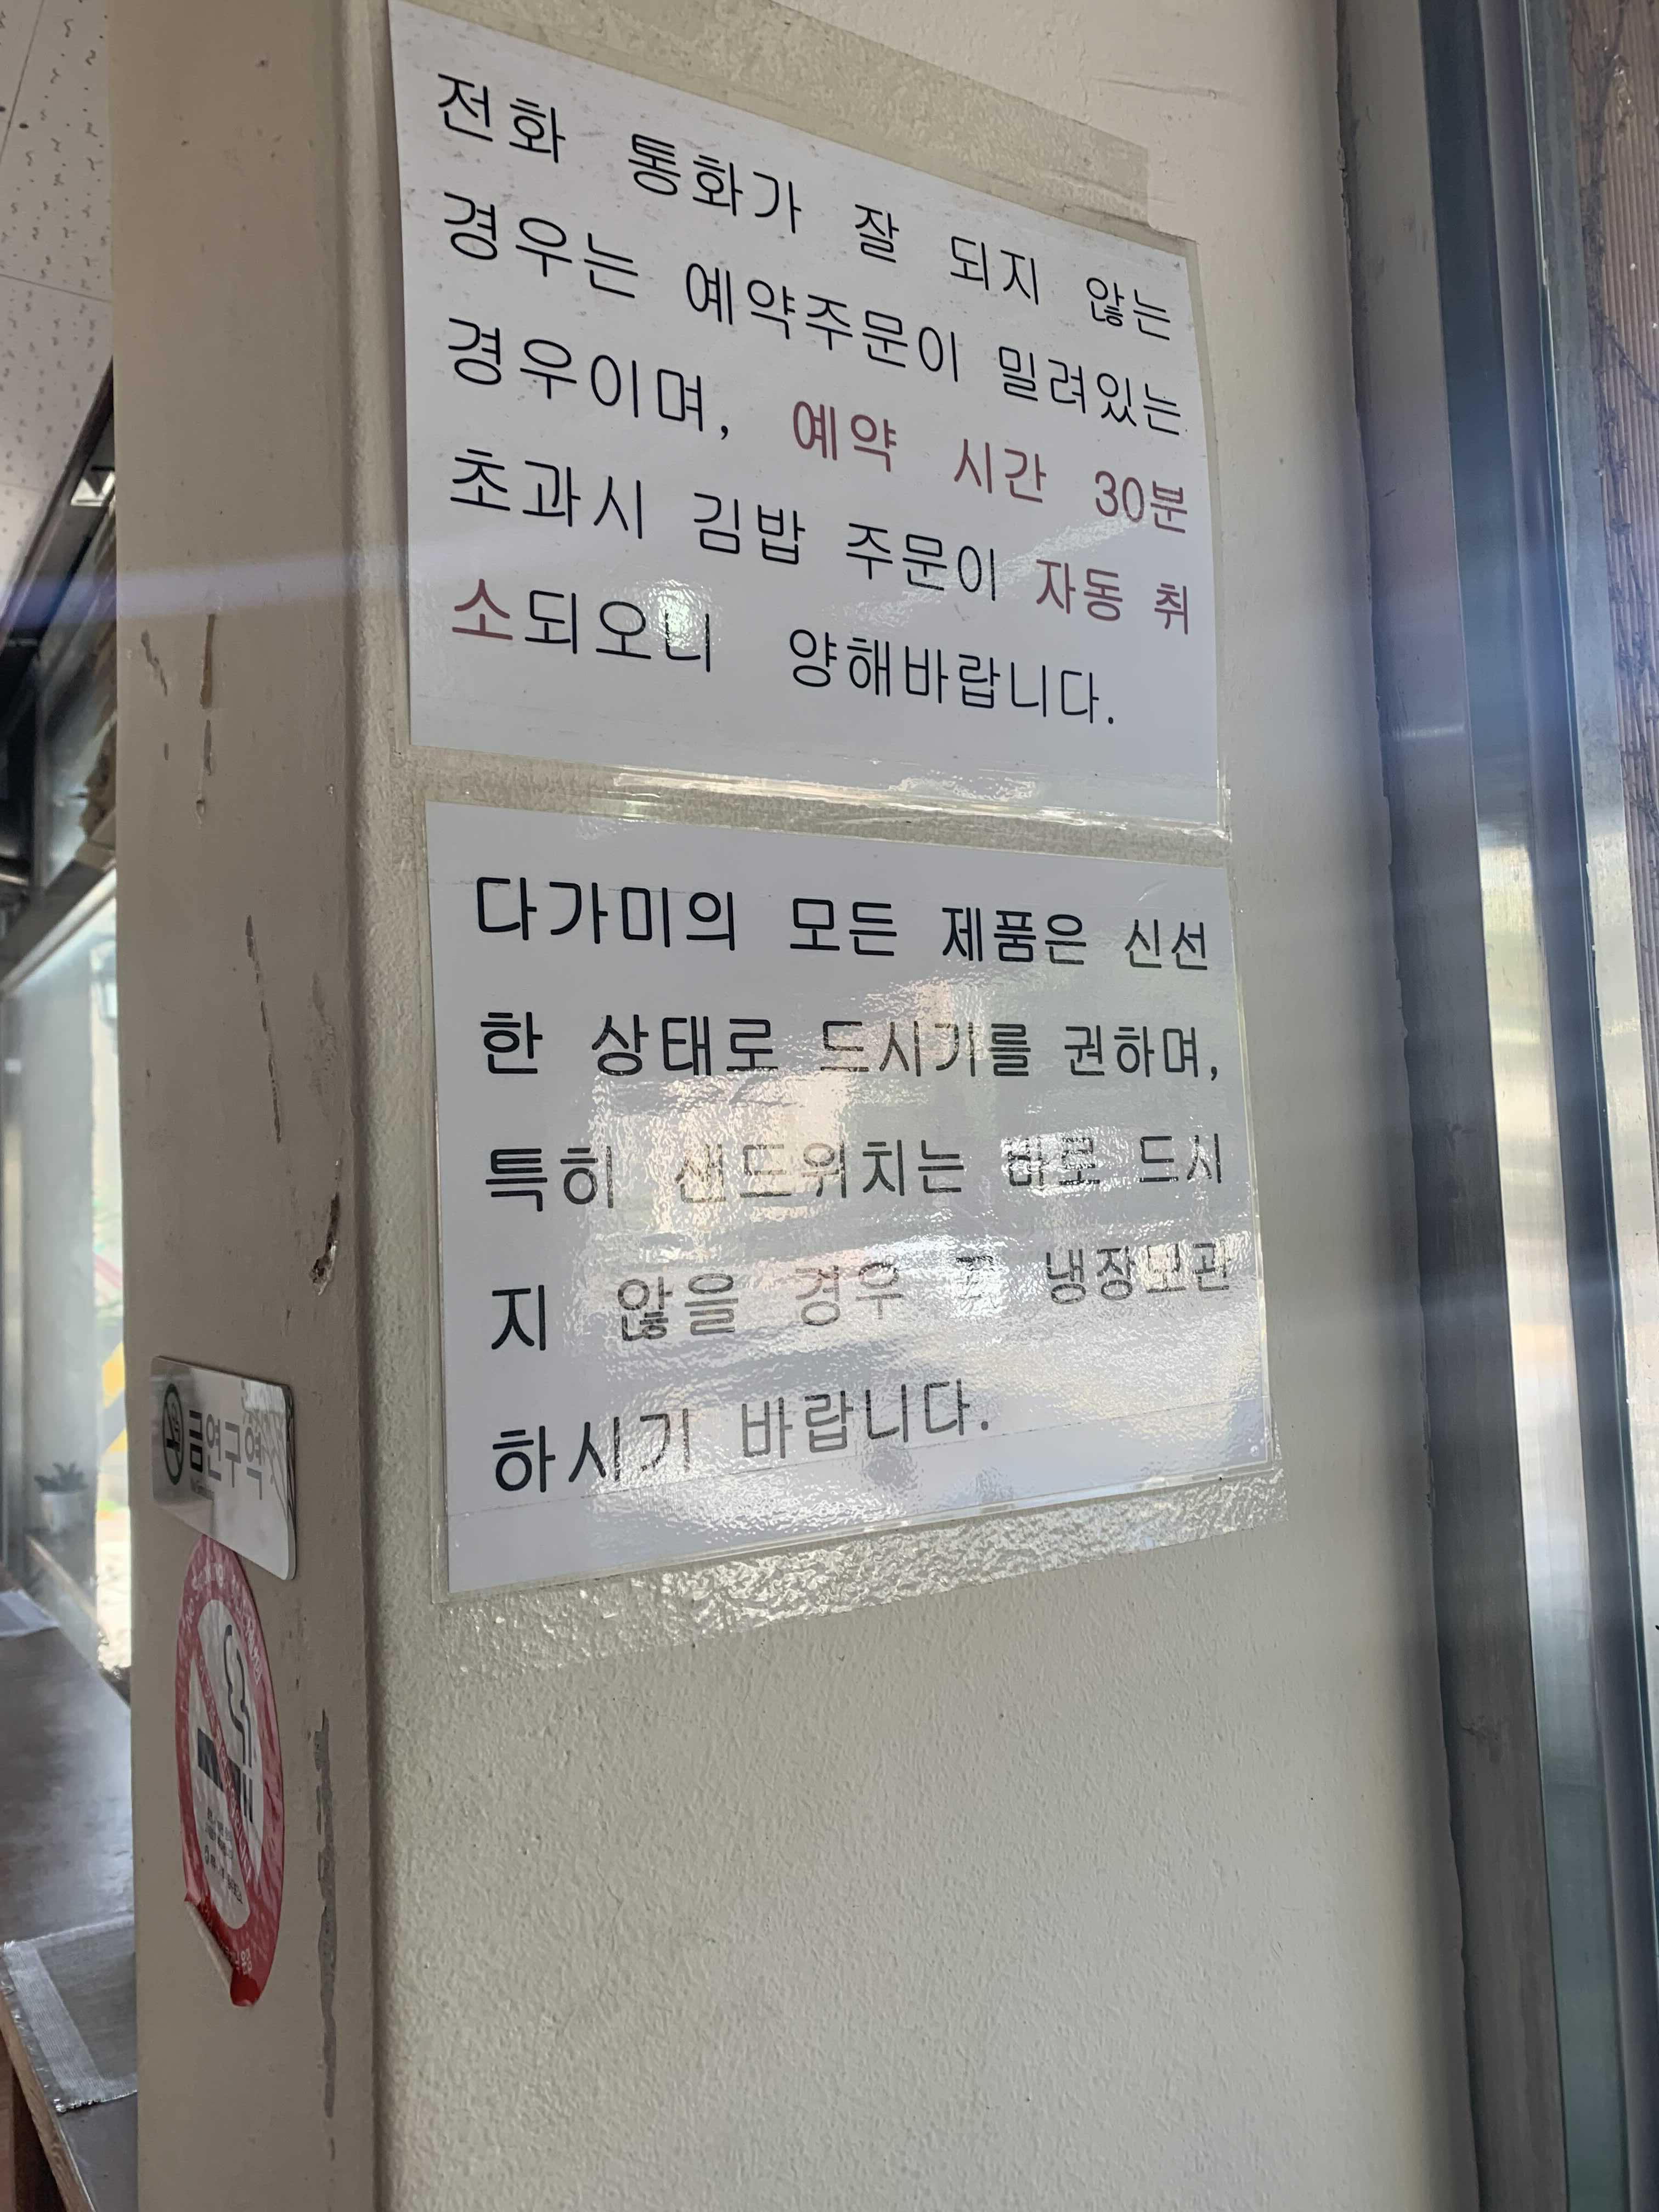 전화 통화가 잘 되지 않는
경우는 예약주문이 밀려있는
경우이며, 예약 시간 30분
초과시 김밥 주문이 자동 취
소되오니 양해바랍니다.
다가미의 모든 제품은 신선
한 상태로 드시기를 권하며,
특히 샌드위치는 바로 드시
지 않을 경우 꼭 냉장보관
하시기 바랍니다.
금연구역